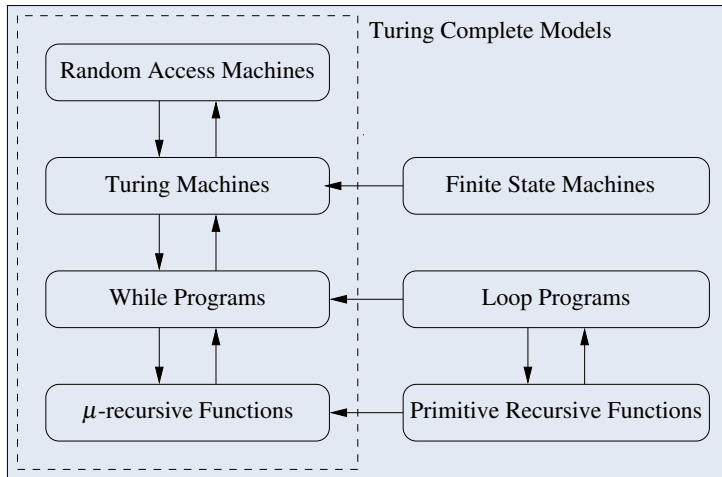 Turing Complete Models
Random Access Machines
Turing Machines
Finite State Machines
While Programs
Loop Programs
μ-recursive Functions
Primitive Recursive Functions